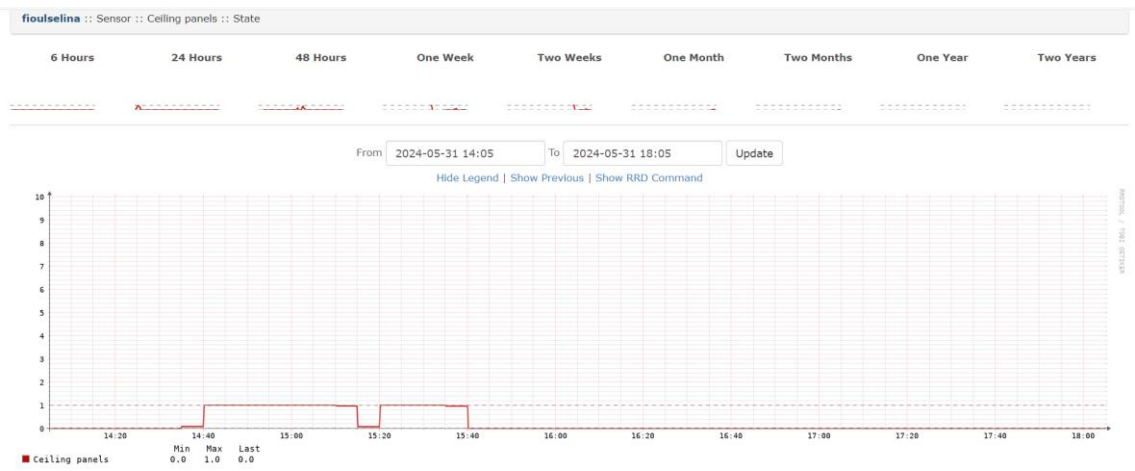 fioulselina :: Sensor :: Ceiling panels :: State
6 Hours 24 Hours 48 Hours One Week Two Weeks One Month Two Months One Year Two Years
From 2024-05-31 14:05 To 2024-05-31 18:05 Update
Hide Legend | Show Previous | Show RRD Command
RRDTOOL / TOBI OETIKER
10
9
8
7
6
5
4
3
2
1
0
14:20 14:40 15:00 15:20 15:40 16:00 16:20 16:40 17:00 17:20 17:40 18:00
Min Max Last
Ceiling panels 0.0 1.0 0.0